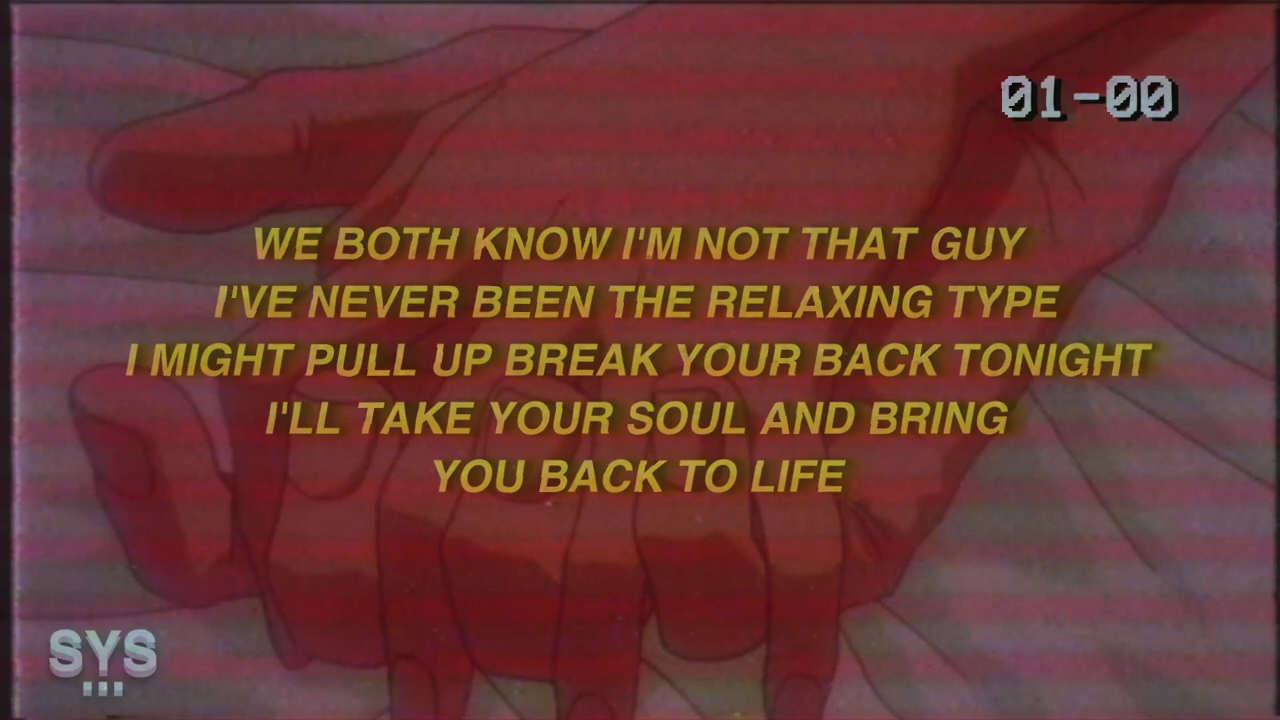 01-00
WE BOTH KNOW I'M NOT THAT GUY
I'VE NEVER BEEN THE RELAXING TYPE
I MIGHT PULL UP BREAK YOUR BACK TONIGHT
I'LL TAKE YOUR SOUL AND BRING
YOU BACK TO LIFE
SYS